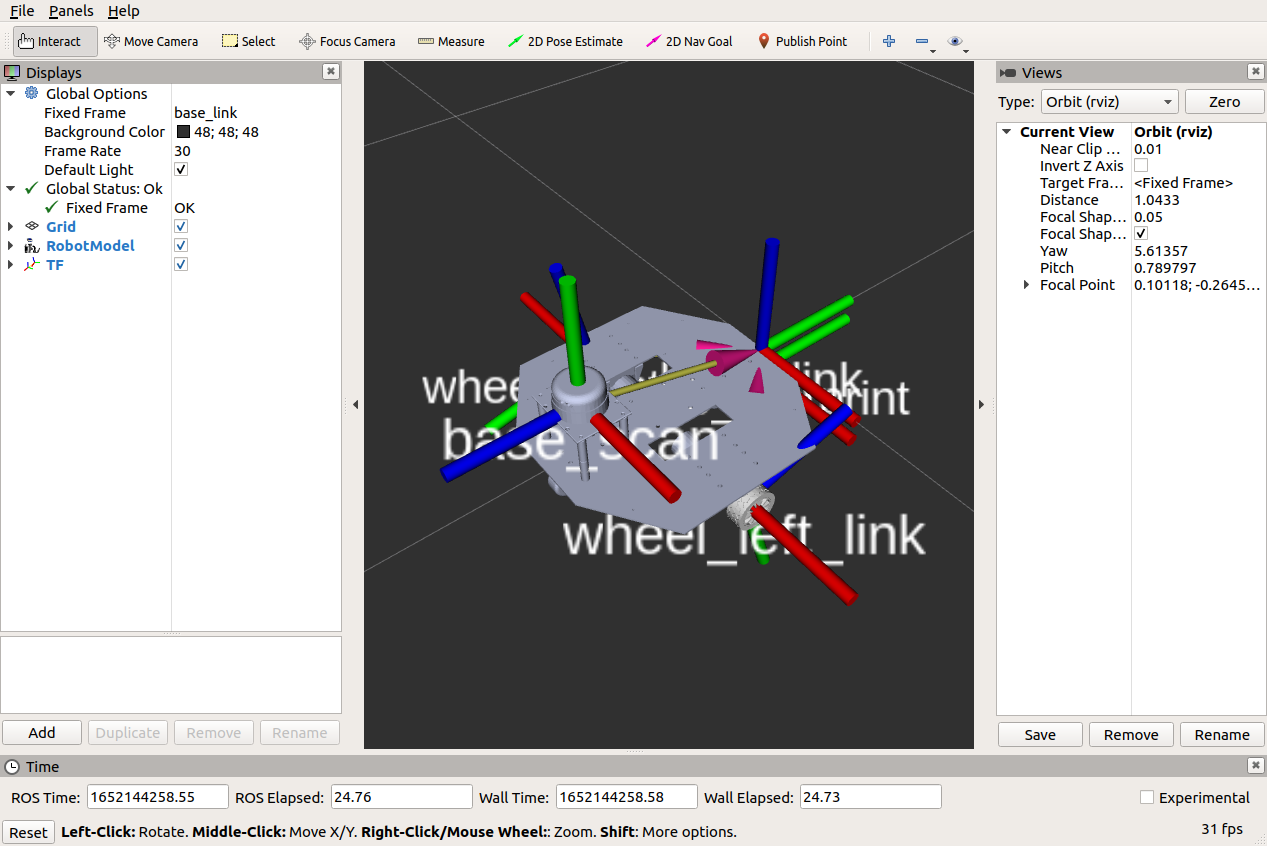 File Panels Help
Interact Move Camera Select Focus Camera Measure 2D Pose Estimate 2D Nav Goal Publish Point
Displays
Global Options
Fixed Frame base_link
Background Color 48; 48; 48
Frame Rate 30
Default Light
Global Status: Ok
Fixed Frame OK
Grid
RobotModel
TF
Add Duplicate Remove Rename
base_scan
wheel_left_link
Views
Type: Orbit (rviz) Zero
Current View Orbit (rviz)
Near Clip ... 0.01
Invert Z Axis
Target Fra... <Fixed Frame>
Distance 1.0433
Focal Shap... 0.05
Focal Shap...
Yaw 5.61357
Pitch 0.789797
Focal Point 0.10118; -0.2645...
Save Remove Rename
Time
ROS Time: 1652144258.55 ROS Elapsed: 24.76 Wall Time: 1652144258.58 Wall Elapsed: 24.73 Experimental
Reset Left-Click: Rotate. Middle-Click: Move X/Y. Right-Click/Mouse Wheel:: Zoom. Shift: More options. 31 fps